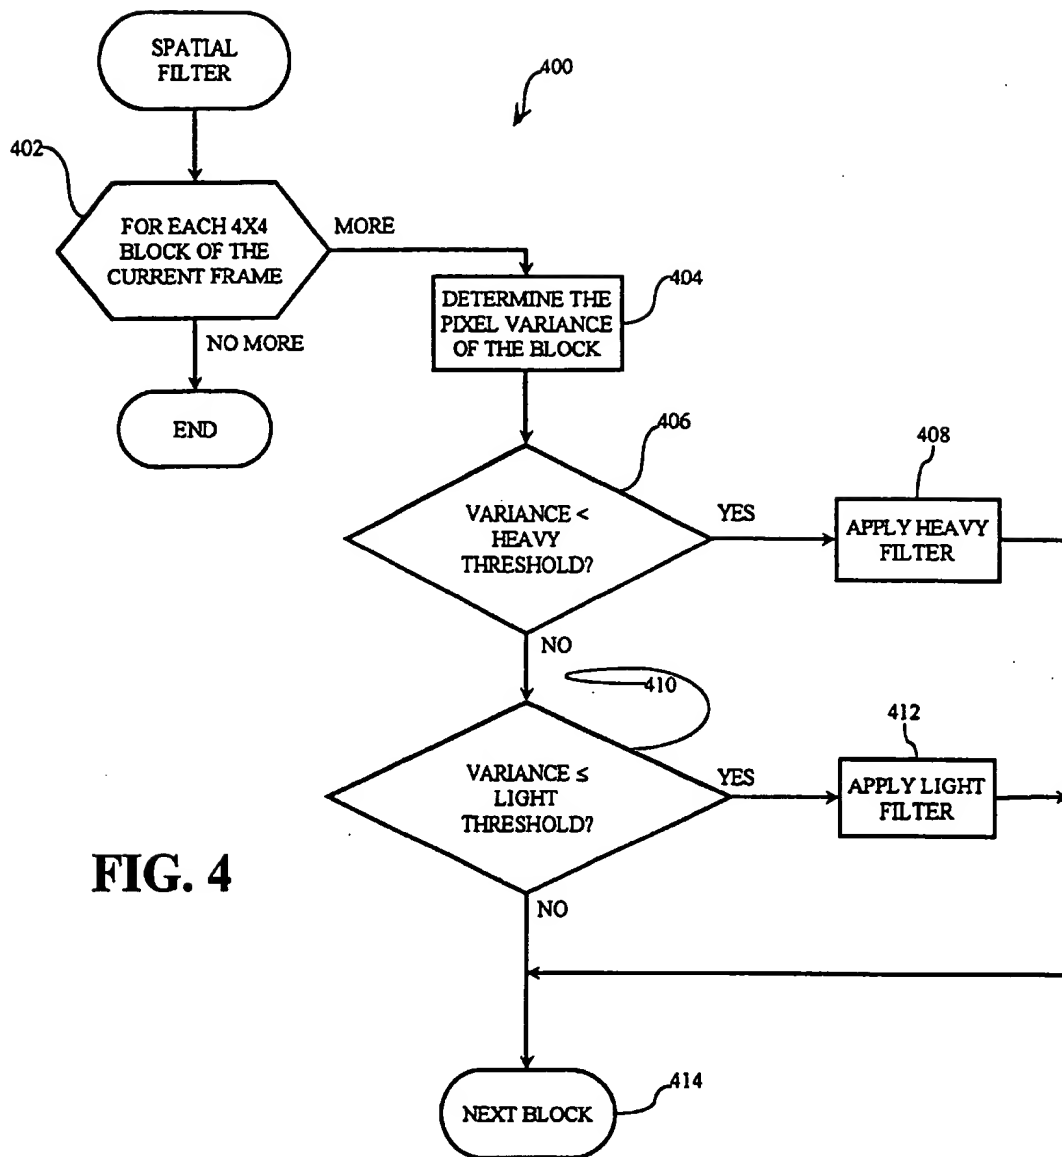 SPATIAL
FILTER
400
402
FOR EACH 4X4
BLOCK OF THE
CURRENT FRAME
MORE
NO MORE
END
DETERMINE THE
PIXEL VARIANCE
OF THE BLOCK
404
406
VARIANCE <
HEAVY
THRESHOLD?
YES
408
APPLY HEAVY
FILTER
NO
410
VARIANCE ≤
LIGHT
THRESHOLD?
YES
412
APPLY LIGHT
FILTER
NO
FIG. 4
NEXT BLOCK
414